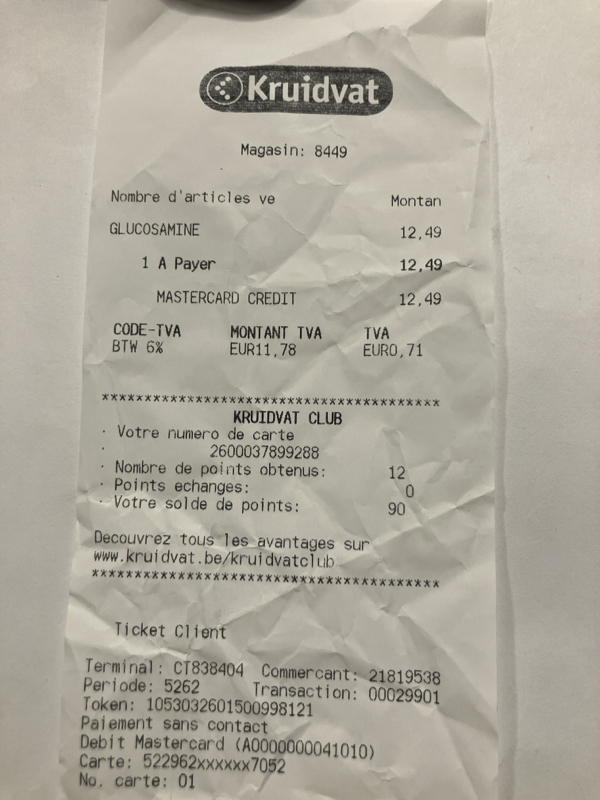 Kruidvat
Magasin: 8449
Nombre d'articles ve Montan
GLUCOSAMINE 12,49
1 A Payer 12,49
MASTERCARD CREDIT 12,49
CODE-TVA MONTANT TVA TVA
BTW 6% EUR11,78 EUR0,71
****************************************
KRUIDVAT CLUB
· Votre numero de carte
· 2600037899288
· Nombre de points obtenus: 12
· Points echanges: 0
· Votre solde de points: 90
Decouvrez tous les avantages sur
www.kruidvat.be/kruidvatclub
****************************************
Ticket Client
Terminal: CT838404 Commercant: 21819538
Periode: 5262 Transaction: 00029901
Token: 1053032601500998121
Paiement sans contact
Debit Mastercard (A0000000041010)
Carte: 522962xxxxxx7052
No. carte: 01